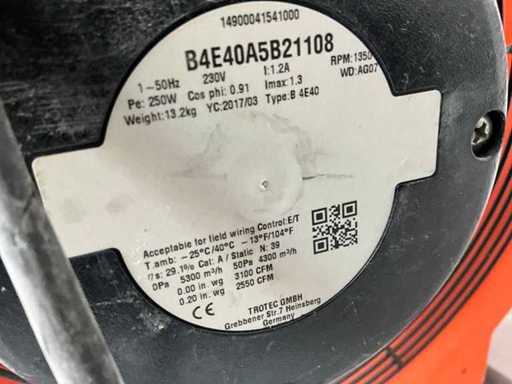 14900041541000
B4E40A5B21108
1~50Hz 230V I:1.2A RPM:1350
Pe: 250W Cos phi: 0.91 Imax: 1.3 WD:AG07
Weight:13.2kg YC:2017/03 Type:B 4E40
Acceptable for field wiring Control:E/T
T.amb: -25°C/40°C -13°F/104°F
29.1% Cat: A / Static N: 39
0Pa 5300 m³/h 50Pa 4300 m³/h
0.00 in. wg 3100 CFM
0.20 in. wg 2550 CFM
CE
TROTEC GMBH
Grebbener Str.7 Heinsberg
Germany